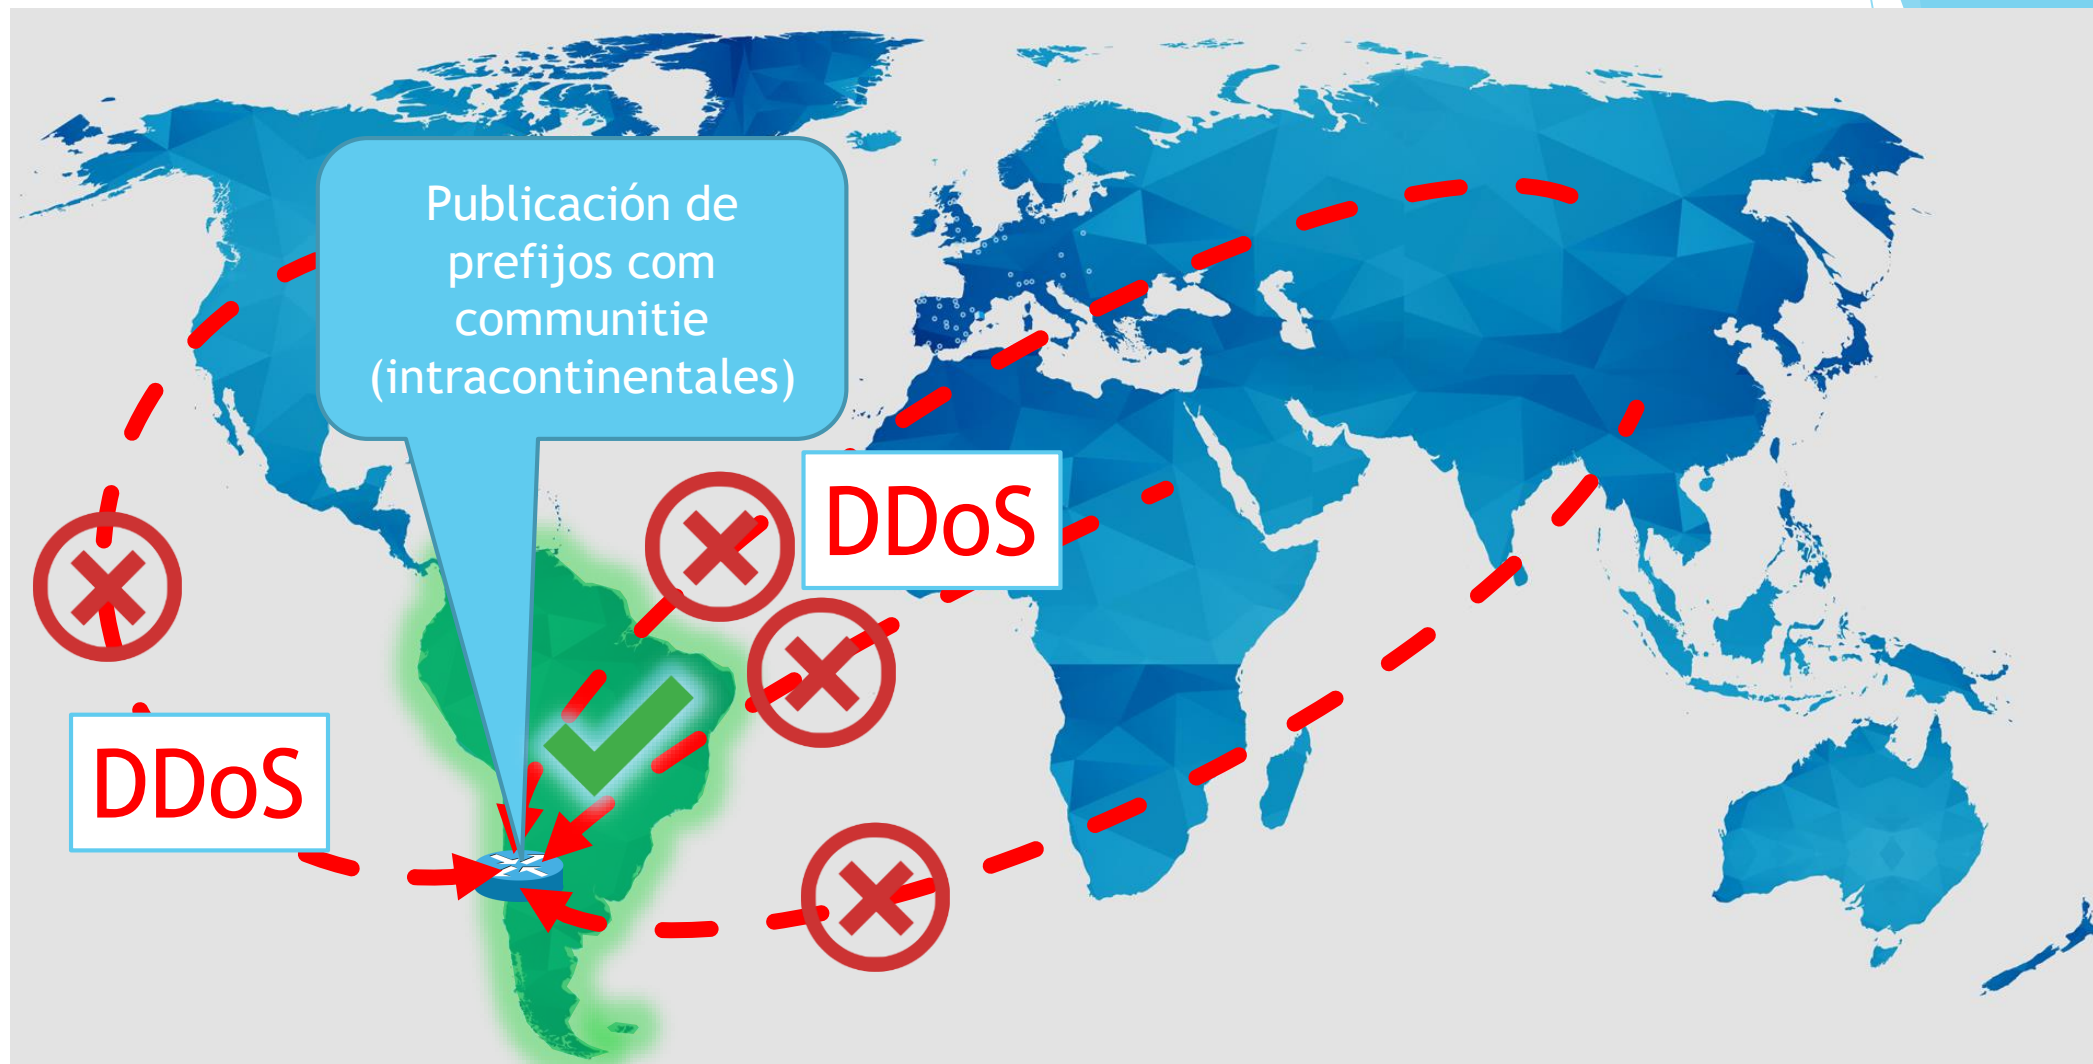 Publicación de
prefijos com
communitie
(intracontinentales)
DDoS
DDoS